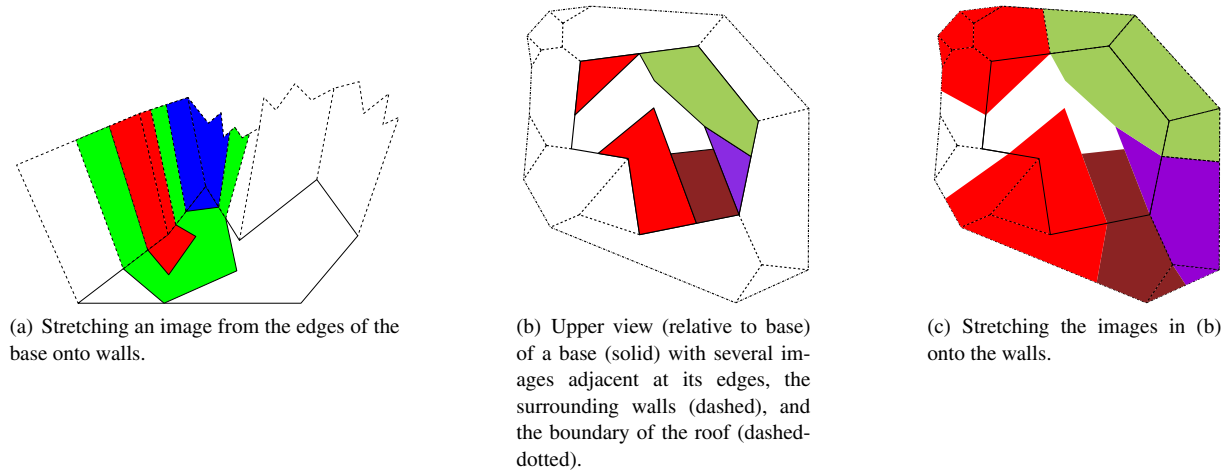 (a) Stretching an image from the edges of the
base onto walls.
(b) Upper view (relative to base)
of a base (solid) with several im-
ages adjacent at its edges, the
surrounding walls (dashed), and
the boundary of the roof (dashed-
dotted).
(c) Stretching the images in (b)
onto the walls.